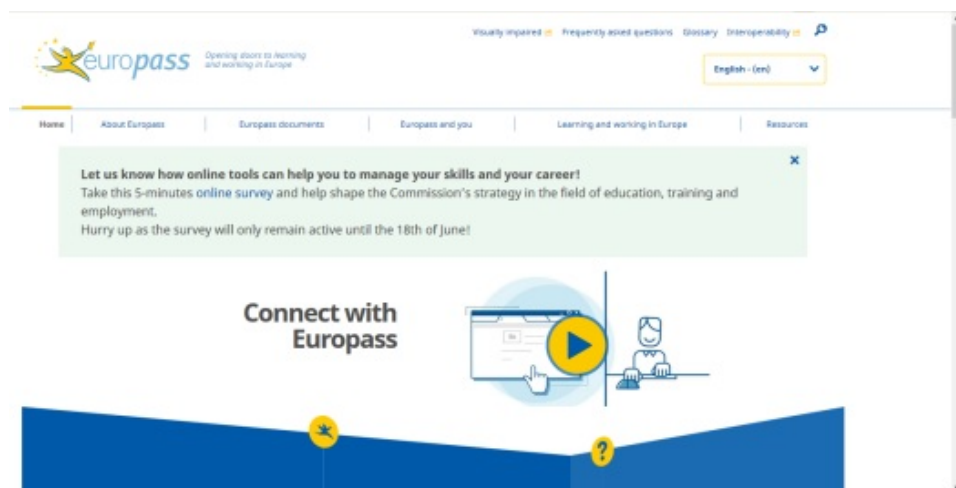 Visually impaired Frequently asked questions Glossary Interoperability
europass
Opening doors to learning
and working in Europe
English - (en)
Home About Europass Europass documents Europass and you Learning and working in Europe Resources
Let us know how online tools can help you to manage your skills and your career!
Take this 5-minutes online survey and help shape the Commission's strategy in the field of education, training and
employment.
Hurry up as the survey will only remain active until the 18th of June!
Connect with
Europass
?